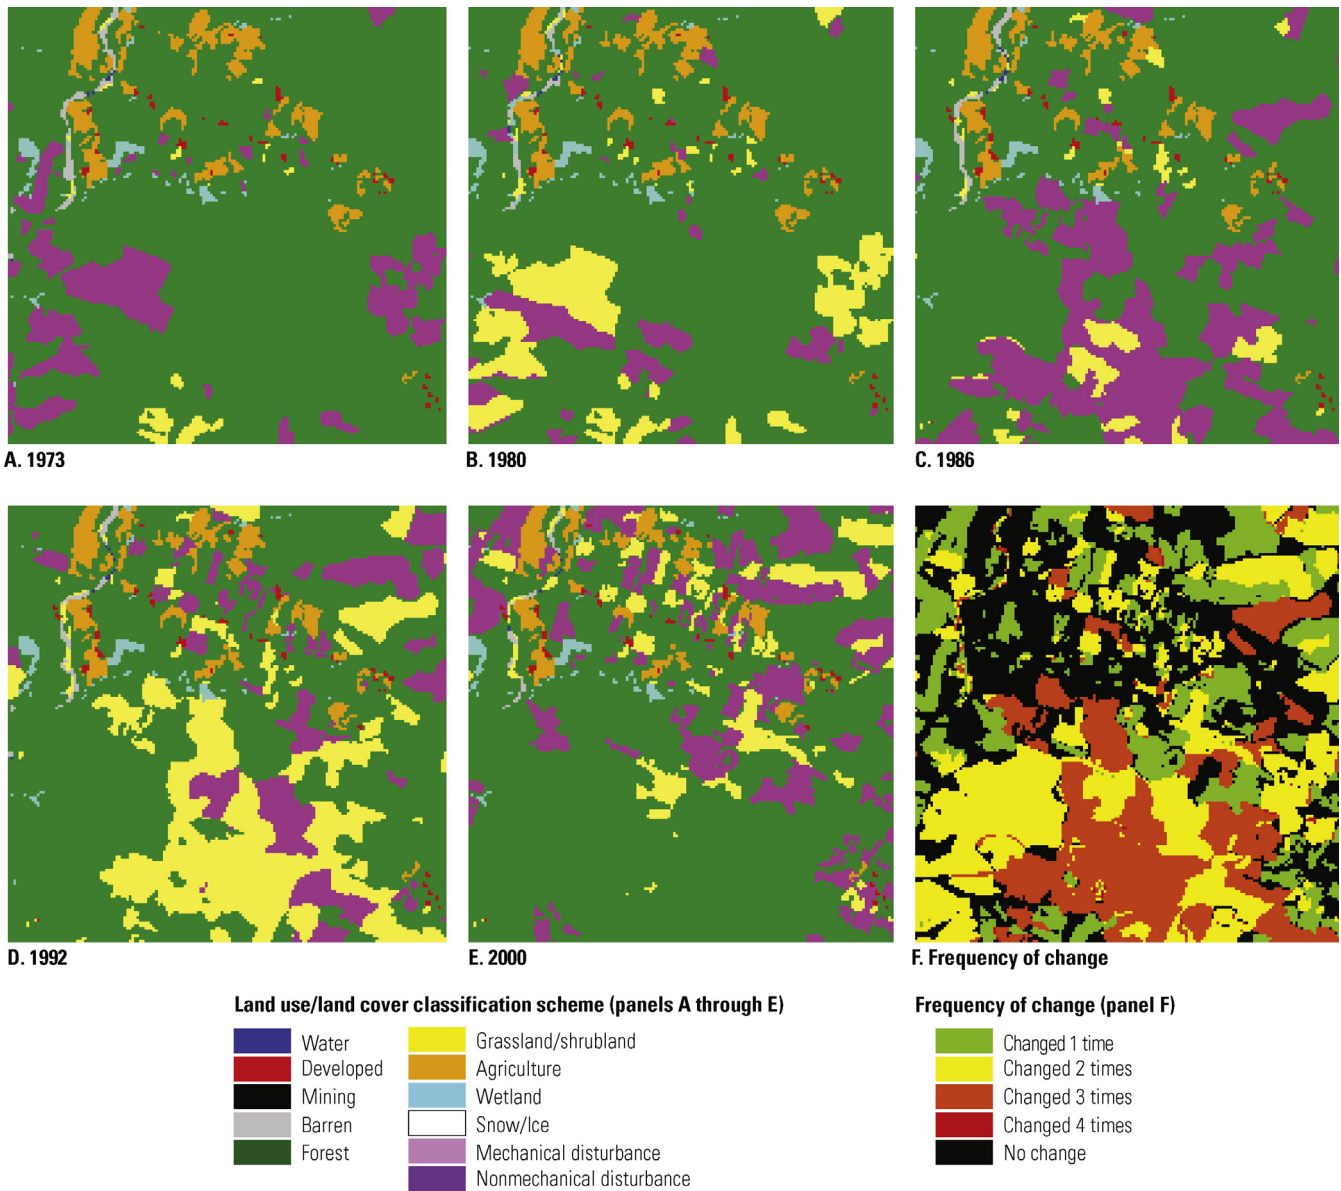 A. 1973
B. 1980
C. 1986
D. 1992
E. 2000
F. Frequency of change
Land use/land cover classification scheme (panels A through E)
Water
Developed
Mining
Barren
Forest
Grassland/shrubland
Agriculture
Wetland
Snow/Ice
Mechanical disturbance
Nonmechanical disturbance
Frequency of change (panel F)
Changed 1 time
Changed 2 times
Changed 3 times
Changed 4 times
No change